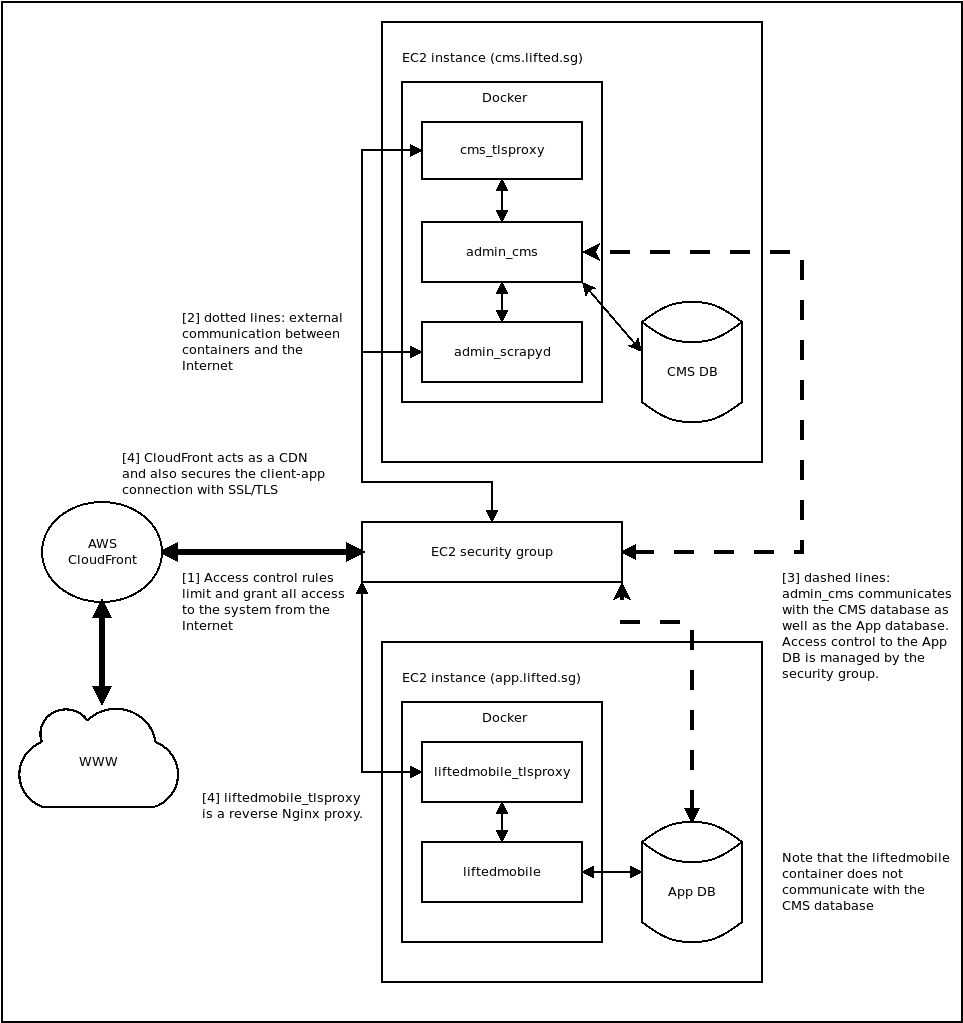 EC2 instance (cms.lifted.sg)
Docker
cms_tlsproxy
admin_cms
admin_scrapyd
CMS DB
[2] dotted lines: external
communication between
containers and the
Internet
[4] CloudFront acts as a CDN
and also secures the client-app
connection with SSL/TLS
AWS
CloudFront
EC2 security group
[1] Access control rules
limit and grant all access
to the system from the
Internet
[3] dashed lines:
admin_cms communicates
with the CMS database as
well as the App database.
Access control to the App
DB is managed by the
security group.
WWW
EC2 instance (app.lifted.sg)
Docker
liftedmobile_tlsproxy
[4] liftedmobile_tlsproxy
is a reverse Nginx proxy.
liftedmobile
App DB
Note that the liftedmobile
container does not
communicate with the
CMS database